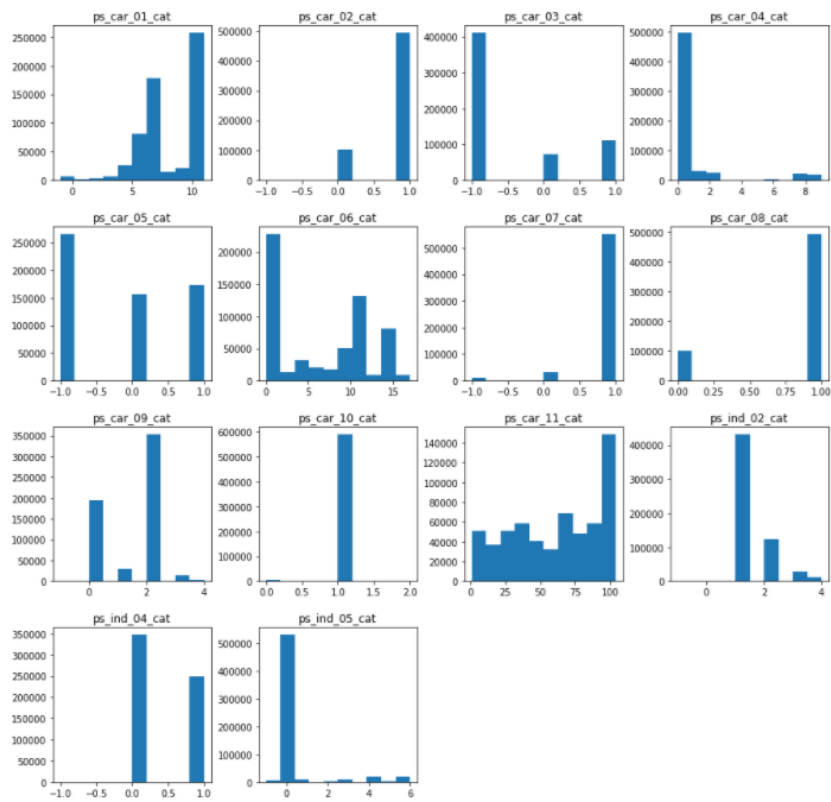 ps_car_01_cat ps_car_02_cat ps_car_03_cat ps_car_04_cat
250000 500000 400000 500000
200000 400000 300000 400000
150000 300000 200000 300000
100000 200000 100000 200000
50000 100000 0 100000
0 0 0
0 5 10 −1.0 −0.5 0.0 0.5 1.0 −1.0 −0.5 0.0 0.5 1.0 0 2 4 6 8
ps_car_05_cat ps_car_06_cat ps_car_07_cat ps_car_08_cat
250000 200000 500000 500000
200000 150000 400000 400000
150000 100000 300000 300000
100000 50000 200000 200000
50000 0 100000 100000
0 0 0
−1.0 −0.5 0.0 0.5 1.0 0 5 10 15 −1.0 −0.5 0.0 0.5 1.0 0.00 0.25 0.50 0.75 1.00
ps_car_09_cat ps_car_10_cat ps_car_11_cat ps_ind_02_cat
350000 600000 140000 400000
300000 500000 120000 300000
250000 400000 100000 200000
200000 300000 80000 100000
150000 200000 60000 0
100000 100000 40000
50000 0 20000
0 0
0 2 4 0.0 0.5 1.0 1.5 2.0 0 25 50 75 100 0 2 4
ps_ind_04_cat ps_ind_05_cat
350000 500000
300000 400000
250000 300000
200000 200000
150000 100000
100000 0
50000
0
−1.0 −0.5 0.0 0.5 1.0 0 2 4 6